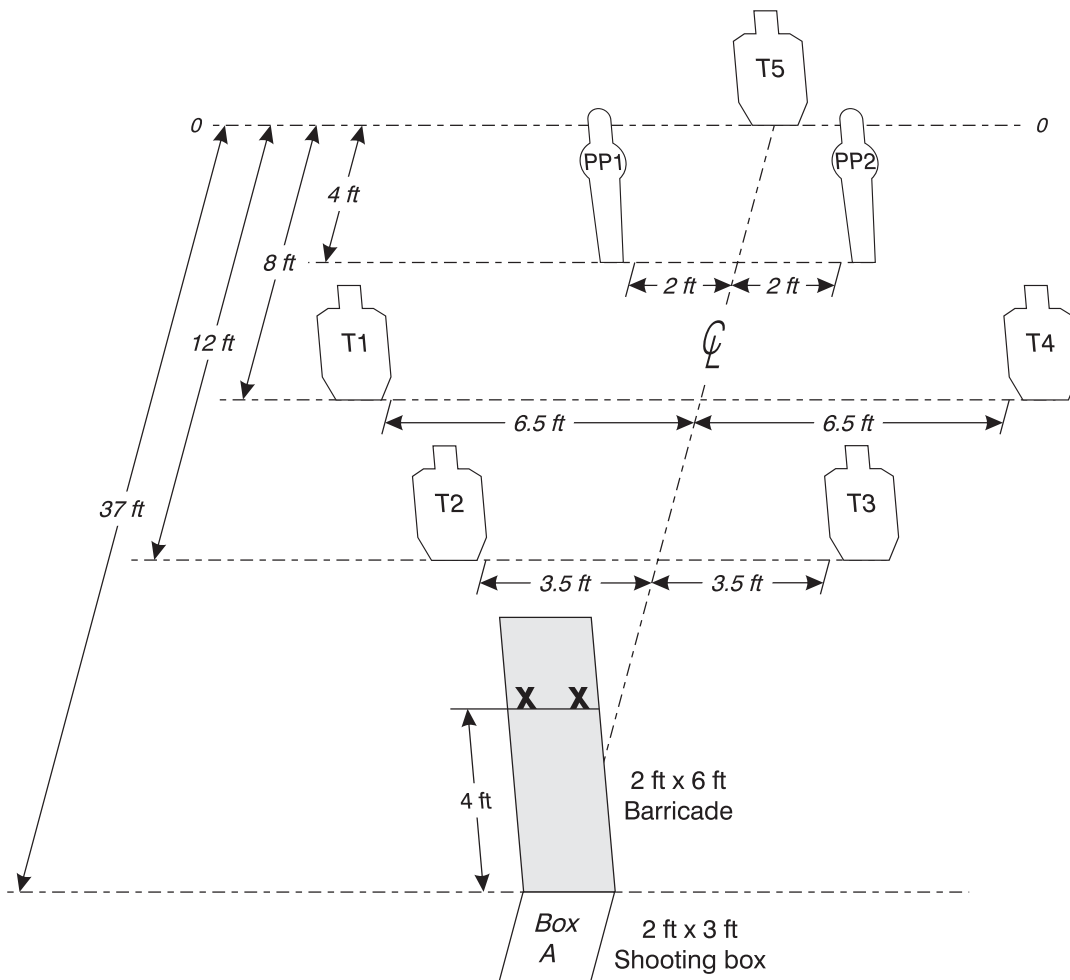 T5
0
0
PP1
PP2
4 ft
8 ft
2 ft
2 ft
12 ft
T1
℄
T4
6.5 ft
6.5 ft
37 ft
T2
T3
3.5 ft
3.5 ft
X X
4 ft
2 ft x 6 ft
Barricade
Box
A
2 ft x 3 ft
Shooting box